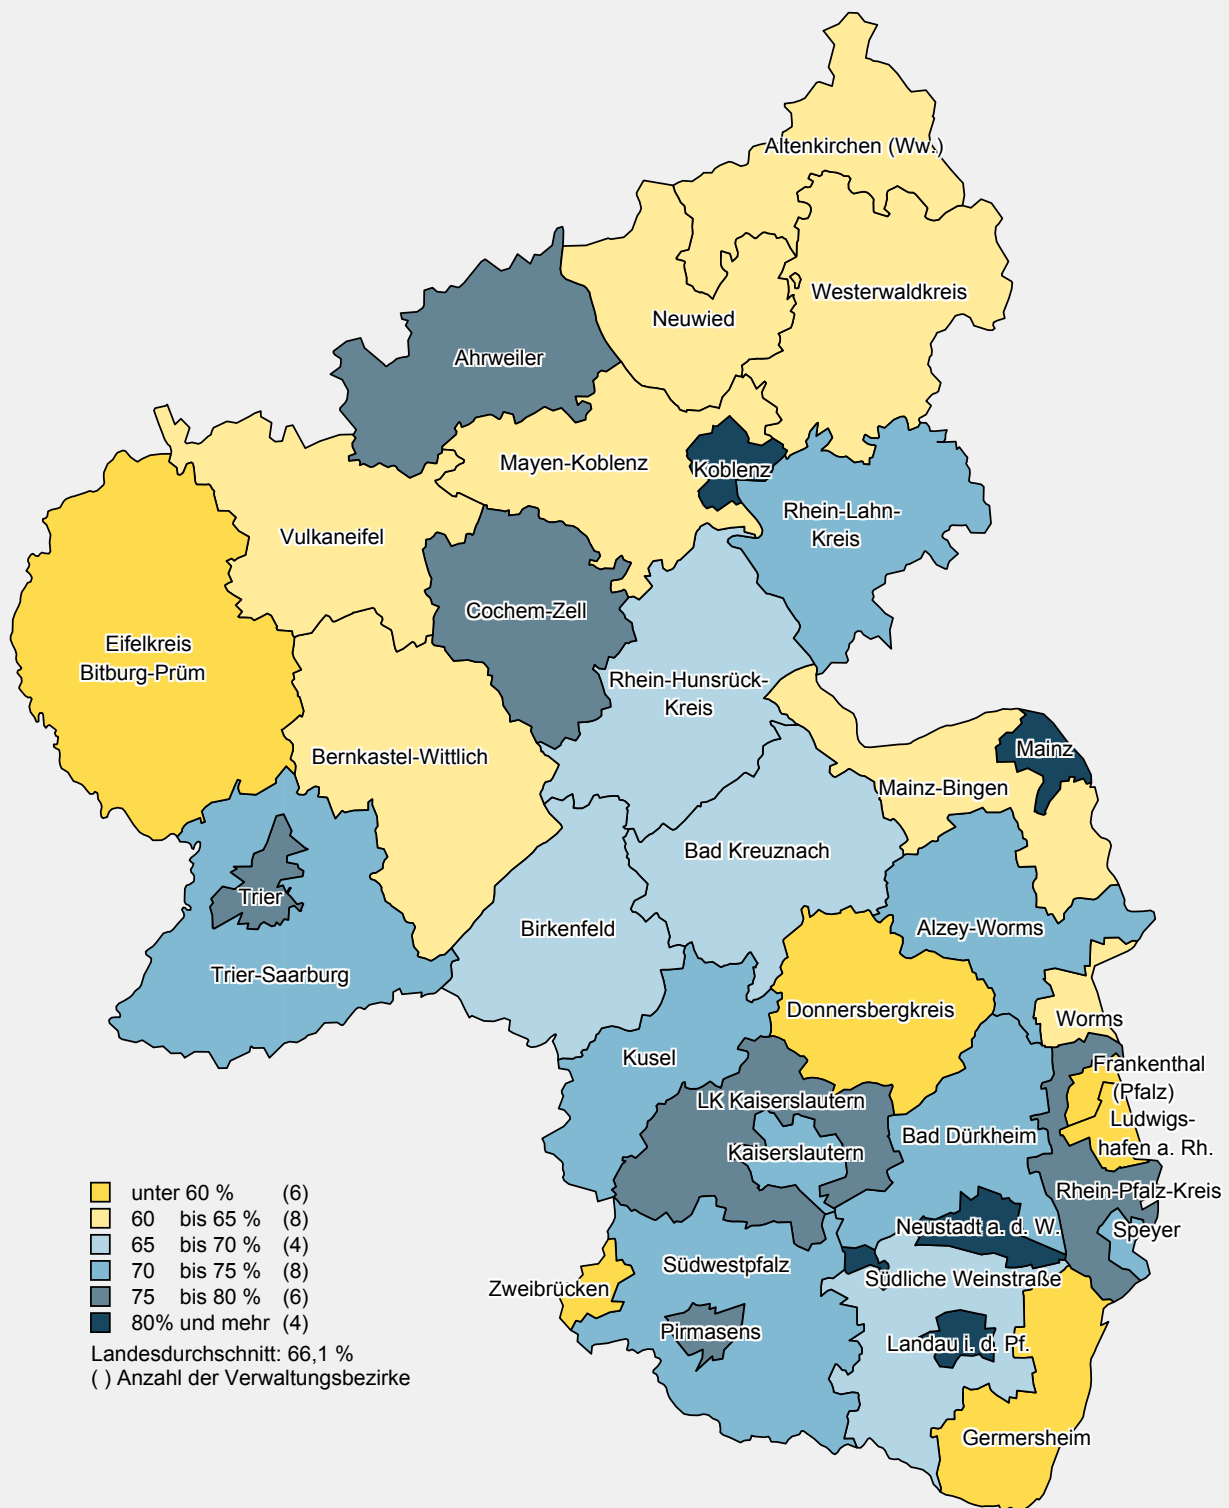 Altenkirchen (Ww.)
Westerwaldkreis
Neuwied
Ahrweiler
Mayen-Koblenz
Koblenz
Rhein-Lahn-
Kreis
Vulkaneifel
Cochem-Zell
Eifelkreis
Bitburg-Prüm
Rhein-Hunsrück-
Kreis
Bernkastel-Wittlich
Mainz
Mainz-Bingen
Bad Kreuznach
Trier
Birkenfeld
Alzey-Worms
Trier-Saarburg
Donnersbergkreis
Worms
Kusel
Frankenthal
(Pfalz)
LK Kaiserslautern
Ludwigs-
hafen a. Rh.
Bad Dürkheim
Kaiserslautern
Rhein-Pfalz-Kreis
Neustadt a. d. W.
Speyer
Südwestpfalz
Südliche Weinstraße
Zweibrücken
Pirmasens
Landau i. d. Pf.
Germersheim
unter 60 % (6)
60 bis 65 % (8)
65 bis 70 % (4)
70 bis 75 % (8)
75 bis 80 % (6)
80% und mehr (4)
Landesdurchschnitt: 66,1 %
( ) Anzahl der Verwaltungsbezirke